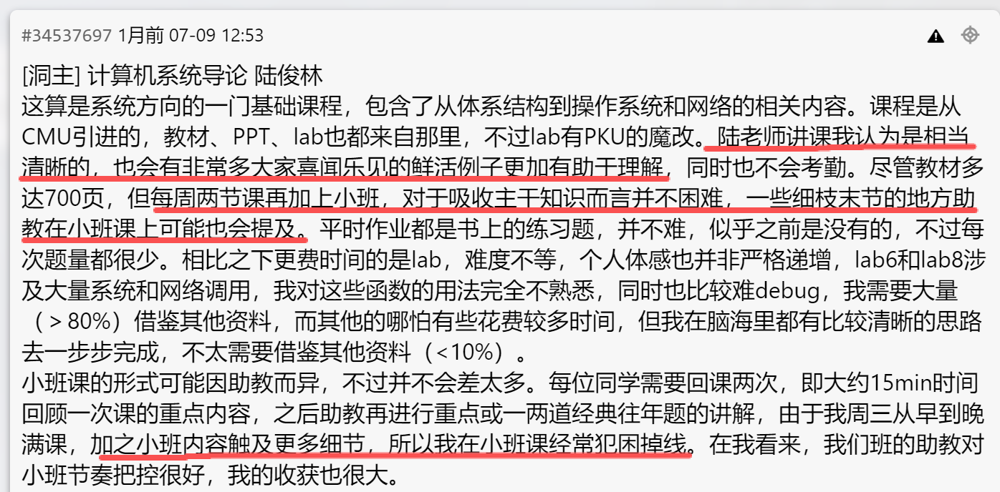 #34537697 1月前 07-09 12:53
[洞主] 计算机系统导论 陆俊林
这算是系统方向的一门基础课程，包含了从体系结构到操作系统和网络的相关内容。课程是从
CMU引进的，教材、PPT、lab也都来自那里，不过lab有PKU的魔改。陆老师讲课我认为是相当
清晰的，也会有非常多大家喜闻乐见的鲜活例子更加有助于理解，同时也不会考勤。尽管教材多
达700页，但每周两节课再加上小班，对于吸收主干知识而言并不困难，一些细枝末节的地方助
教在小班课上可能也会提及。平时作业都是书上的练习题，并不难，似乎之前是没有的，不过每
次题量都很少。相比之下更费时间的是lab，难度不等，个人体感也并非严格递增，lab6和lab8涉
及大量系统和网络调用，我对这些函数的用法完全不熟悉，同时也比较难debug，我需要大量
（＞80%）借鉴其他资料，而其他的哪怕有些花费较多时间，但我在脑海里都有比较清晰的思路
去一步步完成，不太需要借鉴其他资料（<10%）。
小班课的形式可能因助教而异，不过并不会差太多。每位同学需要回课两次，即大约15min时间
回顾一次课的重点内容，之后助教再进行重点或一两道经典往年题的讲解，由于我周三从早到晚
满课，加之小班内容触及更多细节，所以我在小班课经常犯困掉线。在我看来，我们班的助教对
小班节奏把控很好，我的收获也很大。